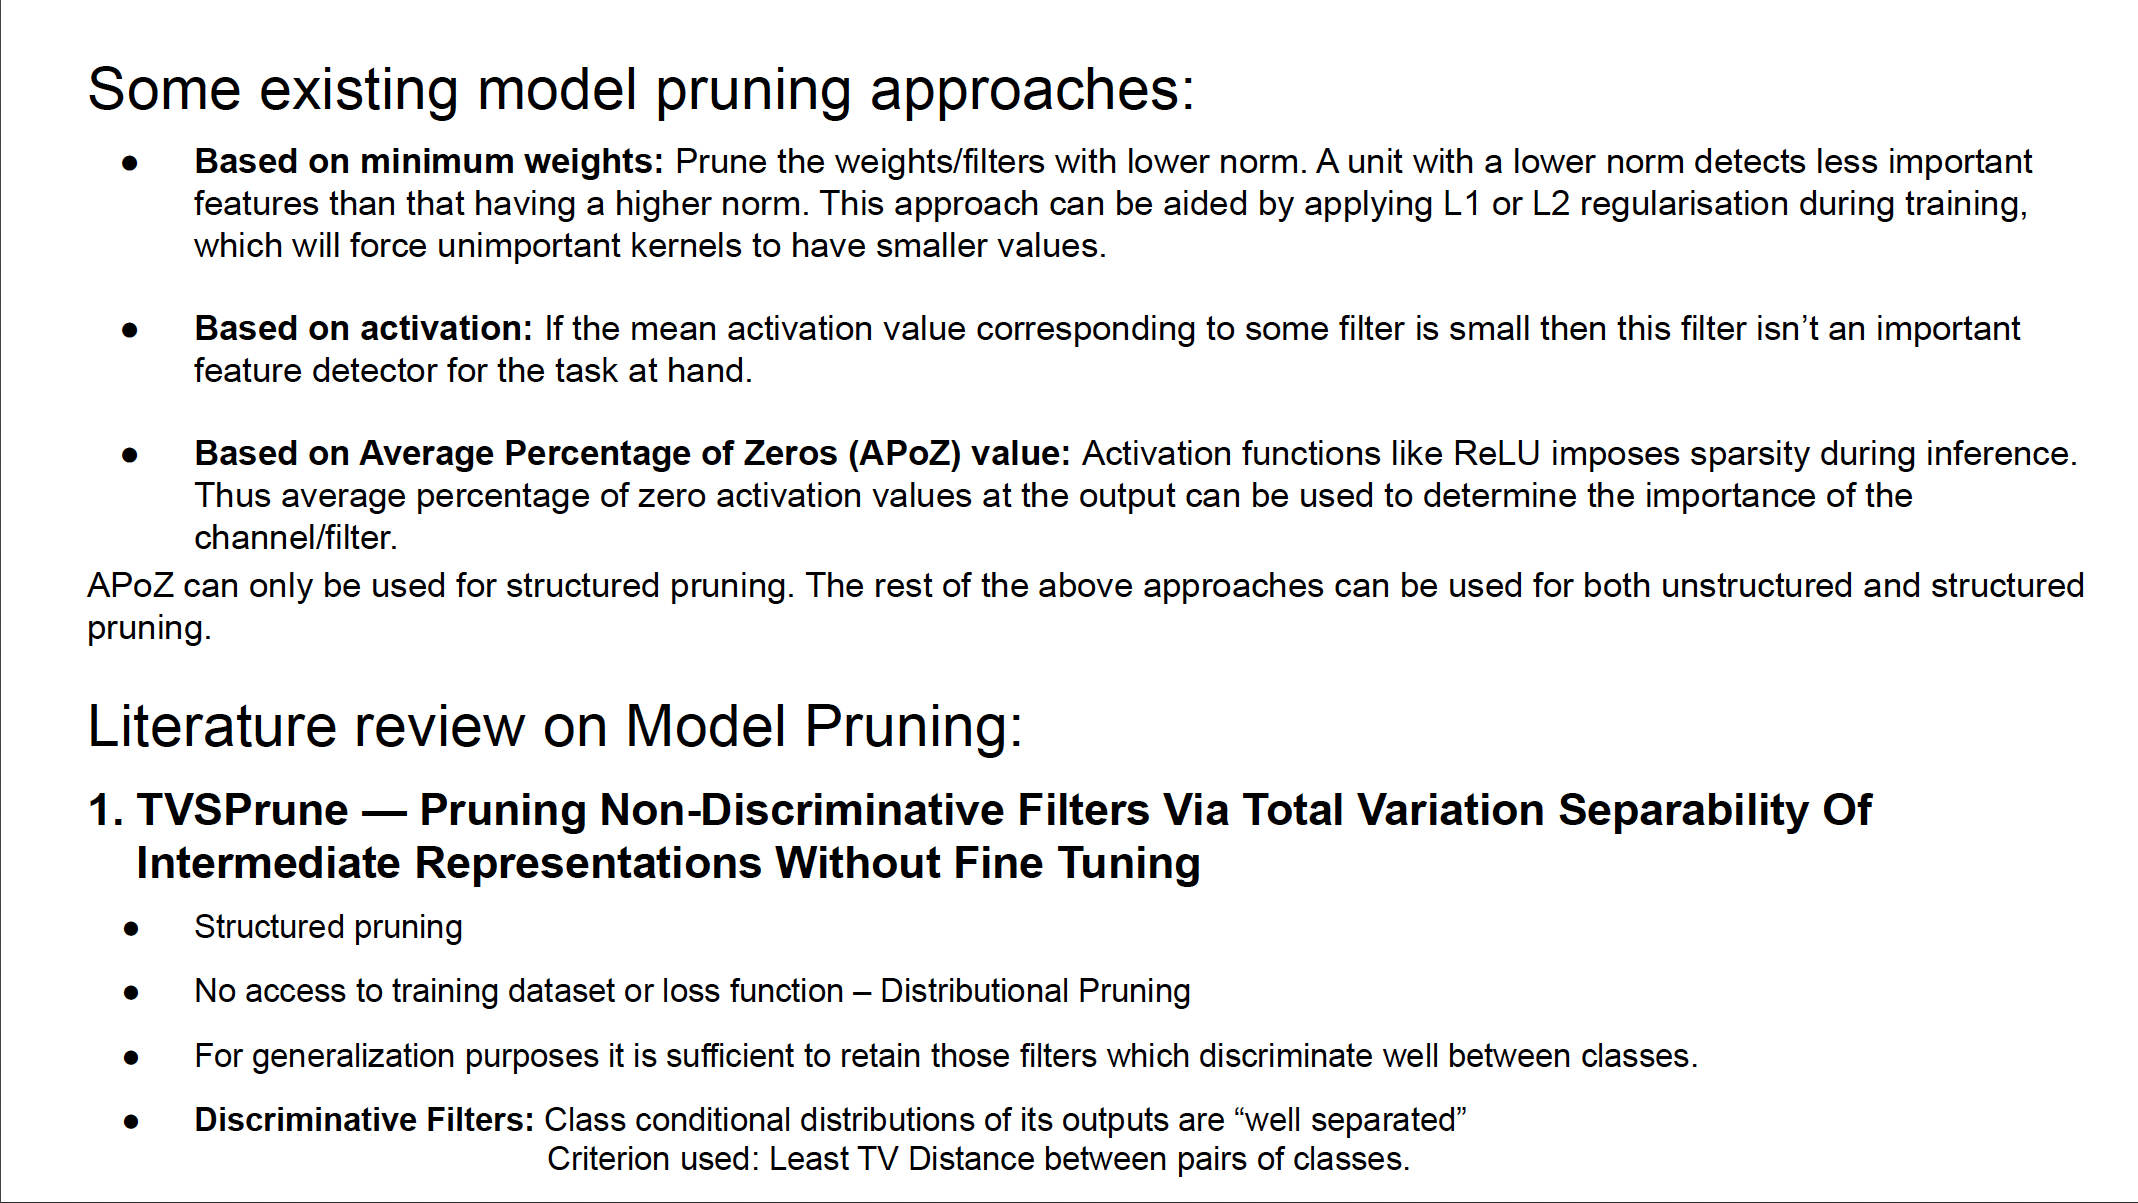 Some existing model pruning approaches:
● Based on minimum weights: Prune the weights/filters with lower norm. A unit with a lower norm detects less important
features than that having a higher norm. This approach can be aided by applying L1 or L2 regularisation during training,
which will force unimportant kernels to have smaller values.
● Based on activation: If the mean activation value corresponding to some filter is small then this filter isn’t an important
feature detector for the task at hand.
● Based on Average Percentage of Zeros (APoZ) value: Activation functions like ReLU imposes sparsity during inference.
Thus average percentage of zero activation values at the output can be used to determine the importance of the
channel/filter.
APoZ can only be used for structured pruning. The rest of the above approaches can be used for both unstructured and structured
pruning.
Literature review on Model Pruning:
1. TVSPrune — Pruning Non-Discriminative Filters Via Total Variation Separability Of
Intermediate Representations Without Fine Tuning
● Structured pruning
● No access to training dataset or loss function – Distributional Pruning
● For generalization purposes it is sufficient to retain those filters which discriminate well between classes.
● Discriminative Filters: Class conditional distributions of its outputs are “well separated”
Criterion used: Least TV Distance between pairs of classes.